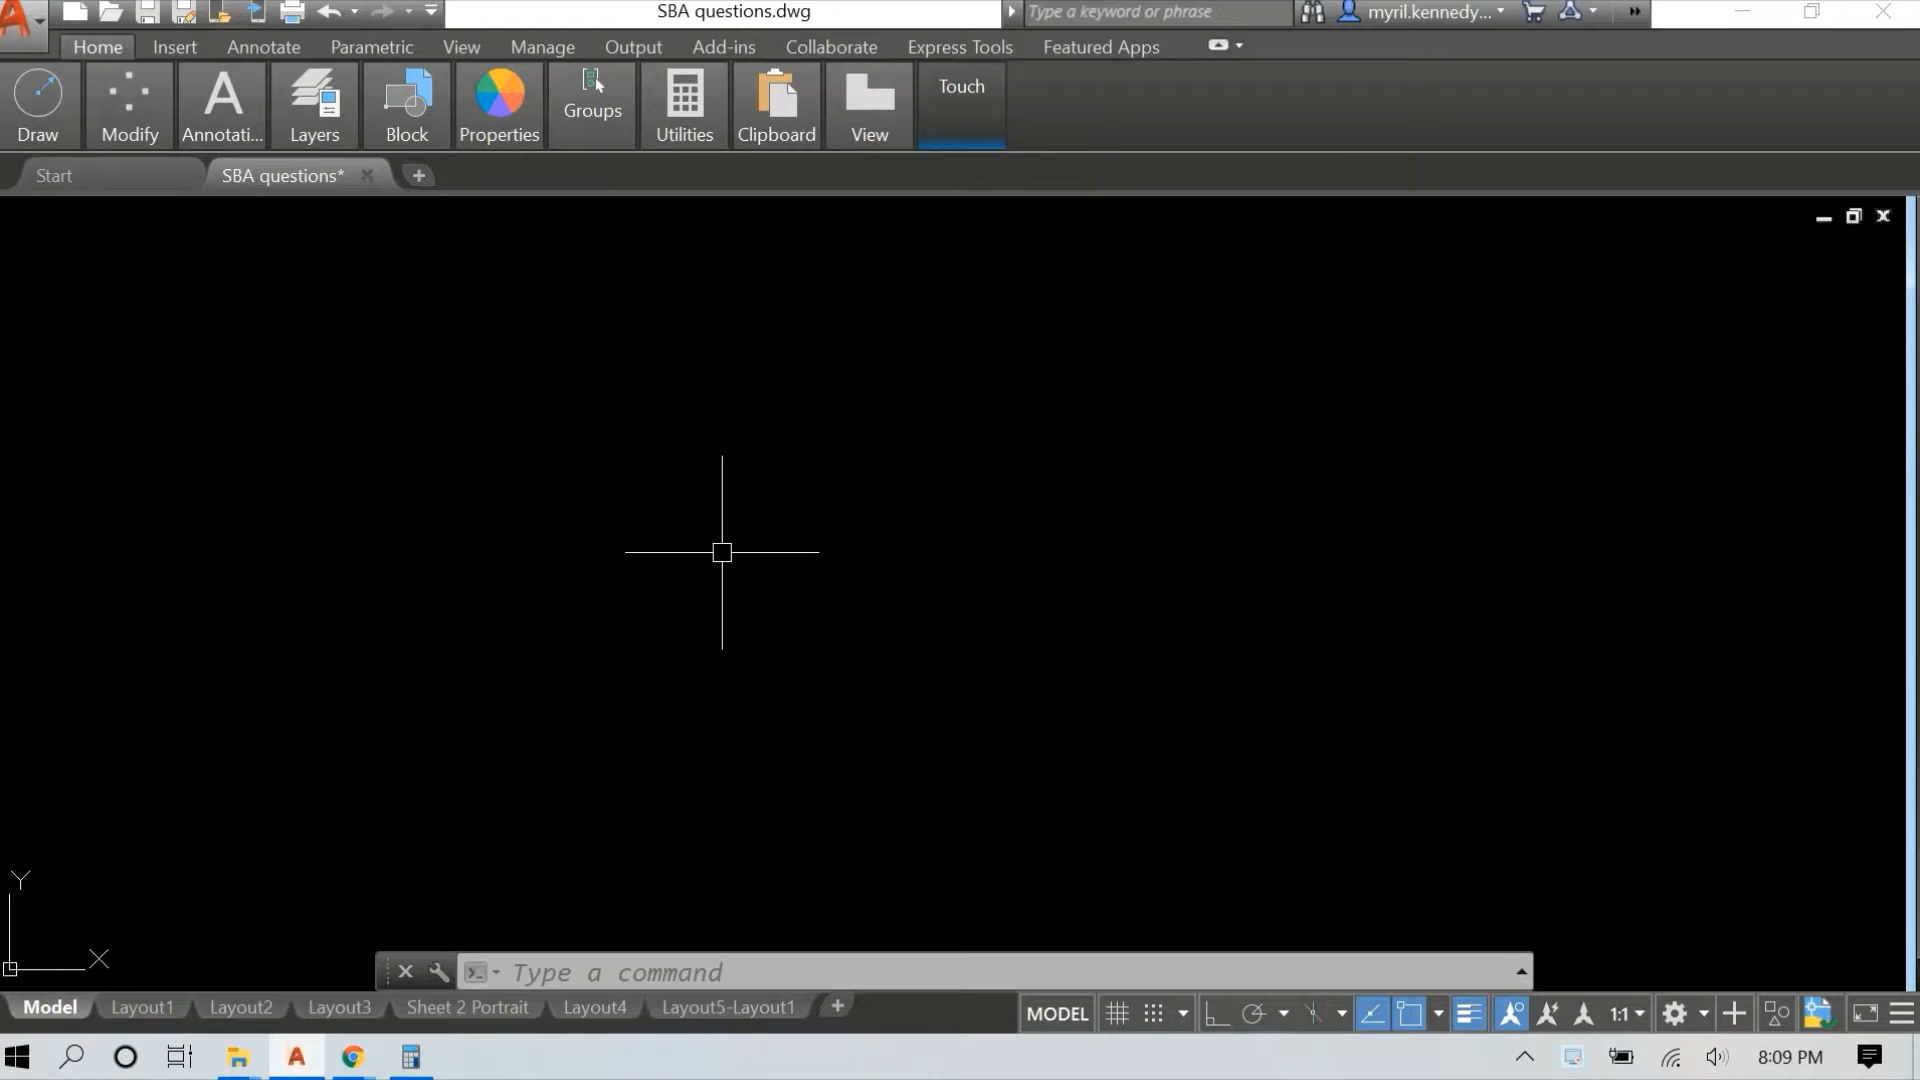 SBA questions.dwg
Type a keyword or phrase
myril.kennedy...
Home Insert Annotate Parametric View Manage Output Add-ins Collaborate Express Tools Featured Apps
Draw Modify Annotati... Layers Block Properties Groups Utilities Clipboard View Touch
Start SBA questions*
Y
X
Type a command
Model Layout1 Layout2 Layout3 Sheet 2 Portrait Layout4 Layout5-Layout1 MODEL 1:1
8:09 PM